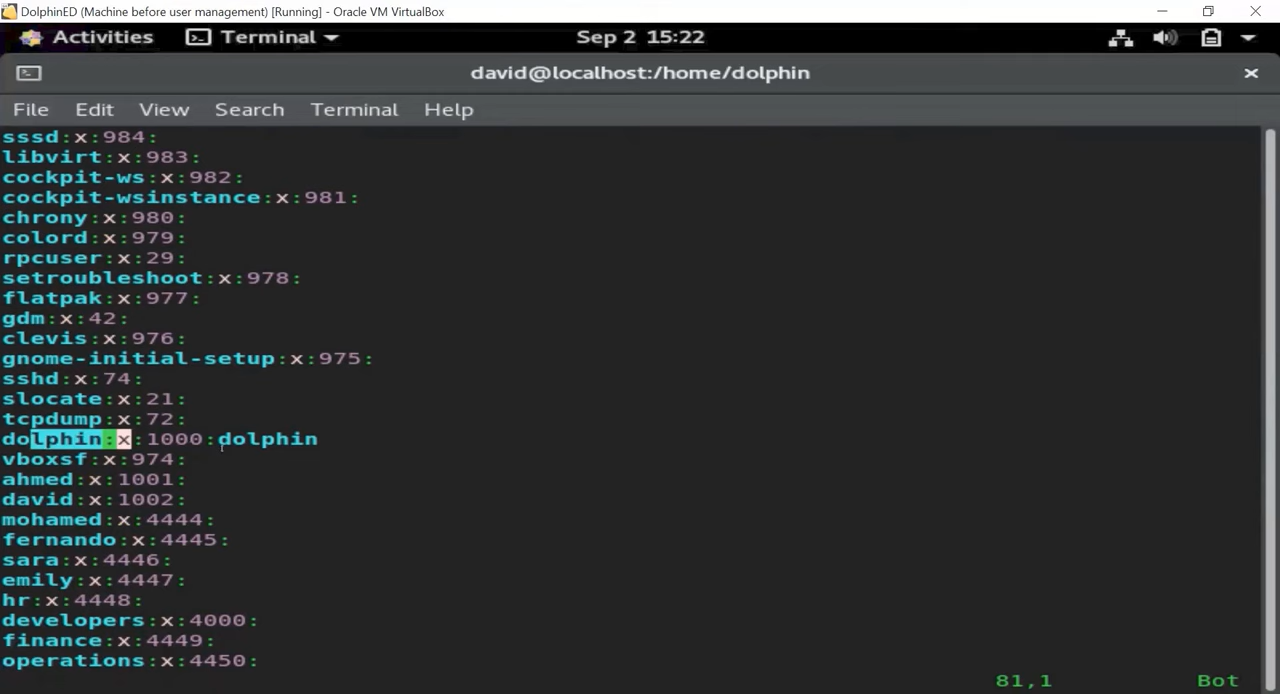 DolphinED (Machine before user management) [Running] - Oracle VM VirtualBox
Activities Terminal Sep 2 15:22
david@localhost:/home/dolphin
File Edit View Search Terminal Help
sssd:x:984:
libvirt:x:983:
cockpit-ws:x:982:
cockpit-wsinstance:x:981:
chrony:x:980:
colord:x:979:
rpcuser:x:29:
setroubleshoot:x:978:
flatpak:x:977:
gdm:x:42:
clevis:x:976:
gnome-initial-setup:x:975:
sshd:x:74:
slocate:x:21:
tcpdump:x:72:
dolphin:x:1000:dolphin
vboxsf:x:974:
ahmed:x:1001:
david:x:1002:
mohamed:x:4444:
fernando:x:4445:
sara:x:4446:
emily:x:4447:
hr:x:4448:
developers:x:4000:
finance:x:4449:
operations:x:4450:
81,1 Bot